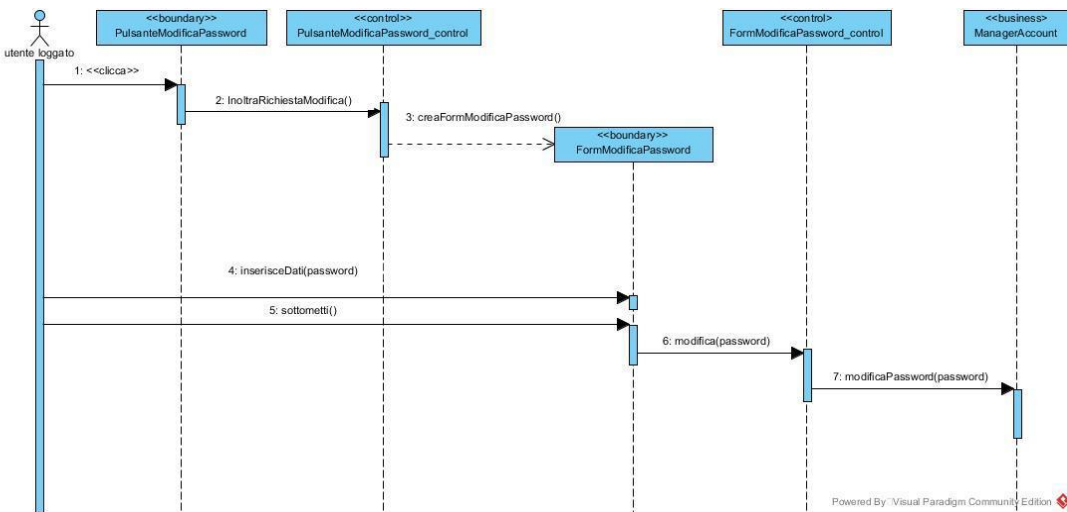 <<boundary>>
PulsanteModificaPassword
<<control>>
PulsanteModificaPassword_control
<<control>
FormModificaPassword_control
<<business>
ManagerAccount
utente loggato
1: <<clicca>>
2: InoltraRichiestaModifica()
3: creaFormModificaPassword()
<<boundary>>
FormModificaPassword
4: inserisceDati(password)
5: sottometti()
6: modifica(password)
7: modificaPassword(password)
Powered By Visual Paradigm Community Edition